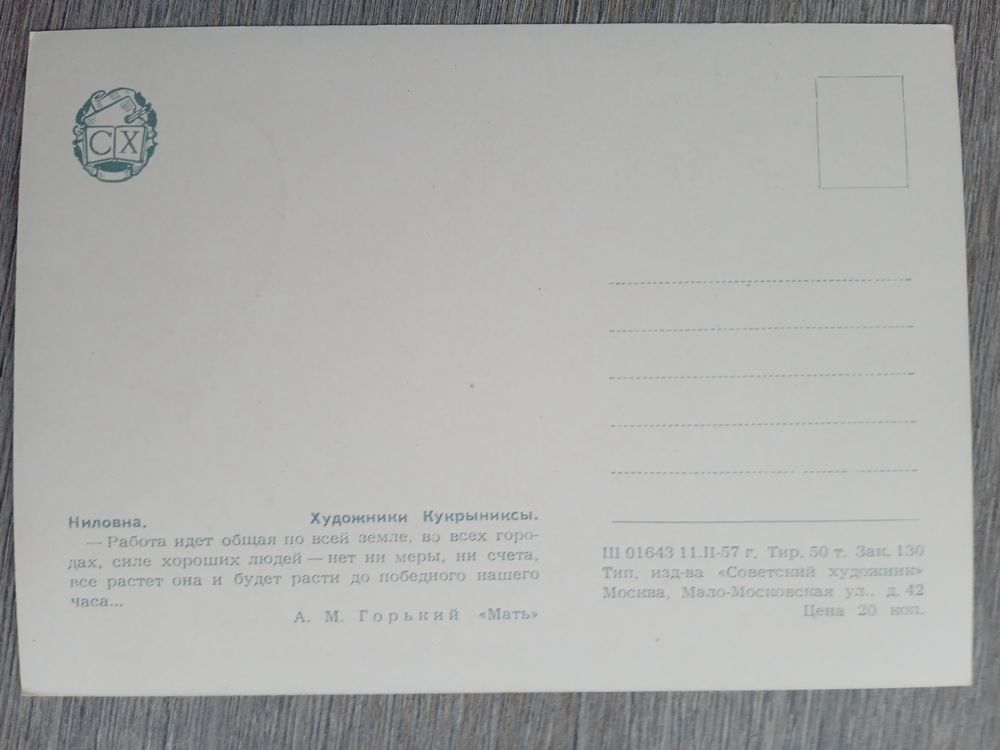 СХ
Ниловна. Художники Кукрыниксы.
— Работа идет общая по всей земле, во всех горо-
дах, силе хороших людей — нет ни меры, ни счета,
все растет она и будет расти до победного нашего
часа...
А. М. Горький «Мать»
Ш 01643 11.II-57 г. Тир. 50 т. Зак. 130
Тип. изд-ва «Советский художник»
Москва, Мало-Московская ул., д. 42
Цена 20 коп.